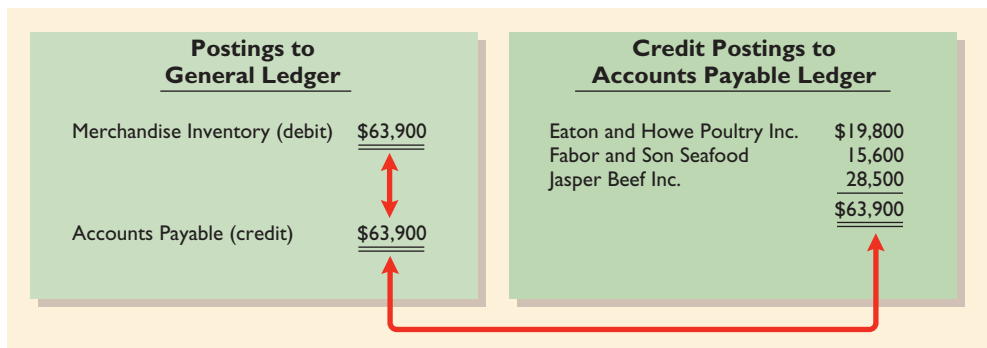 Postings to
General Ledger
Merchandise Inventory (debit) $63,900
Accounts Payable (credit) $63,900
Credit Postings to
Accounts Payable Ledger
Eaton and Howe Poultry Inc. $19,800
Fabor and Son Seafood 15,600
Jasper Beef Inc. 28,500
$63,900